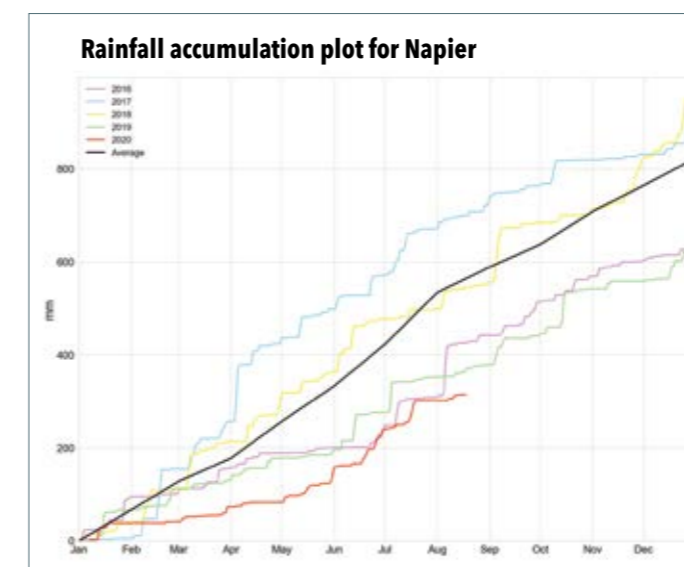 Rainfall accumulation plot for Napier
2016
2017
2018
2019
2020
Average
800
600
400
200
0
mm
Jan Feb Mar Apr May Jun Jul Aug Sep Oct Nov Dec